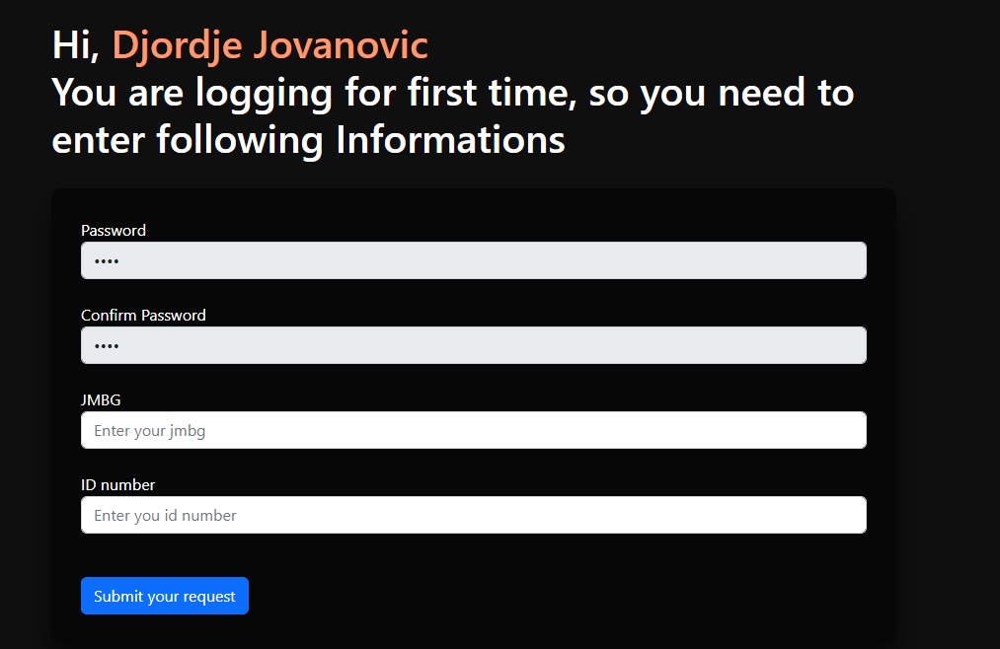 Hi, Djordje Jovanovic
You are logging for first time, so you need to
enter following Informations
Password
••••
Confirm Password
••••
JMBG
Enter your jmbg
ID number
Enter you id number
Submit your request